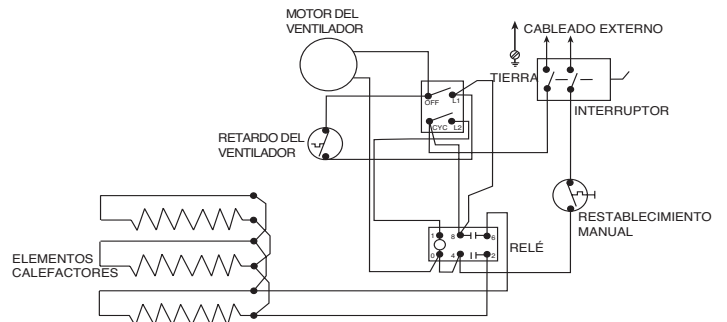 MOTOR DEL
VENTILADOR
CABLEADO EXTERNO
TIERRA
INTERRUPTOR
OFF
L1
CYC
L2
RETARDO DEL
VENTILADOR
RESTABLECIMIENTO
MANUAL
1
8
6
RELÉ
0
4
2
ELEMENTOS
CALEFACTORES